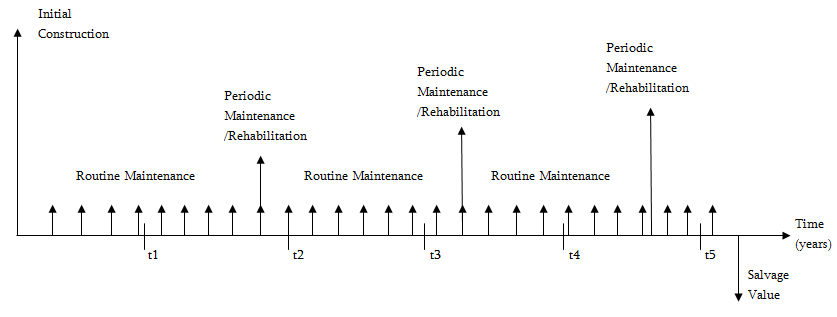 Initial
Construction
Periodic
Maintenance
/Rehabilitation
Periodic
Maintenance
/Rehabilitation
Periodic
Maintenance
/Rehabilitation
Routine Maintenance
Routine Maintenance
Routine Maintenance
Time
(years)
t1
t2
t3
t4
t5
Salvage
Value